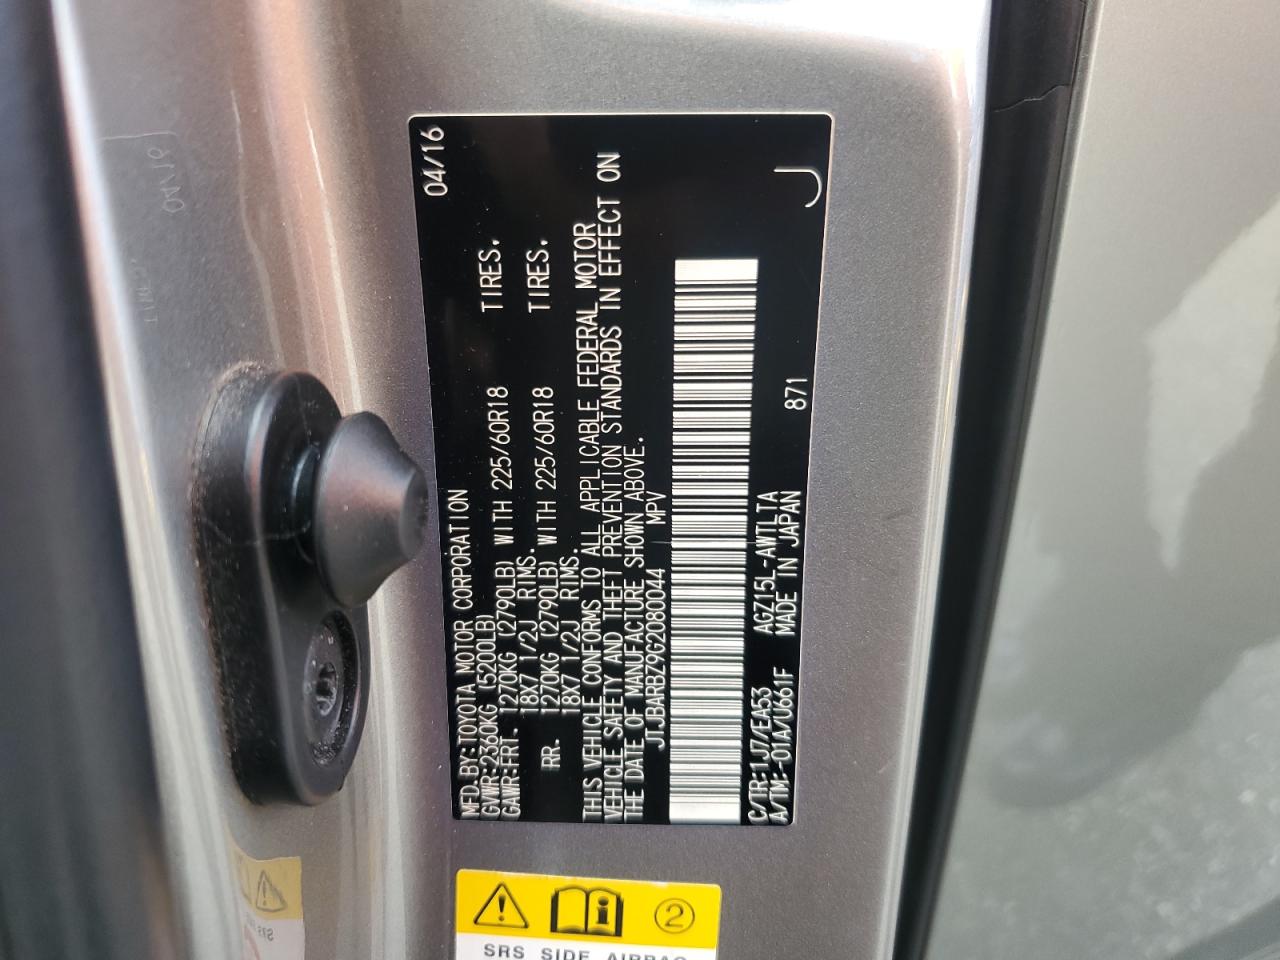 MFD.BY:TOYOTA MOTOR CORPORATION 04/16
GVWR:2360KG (5200LB)
GAWR:FRT. 1270KG (2790LB) WITH 225/60R18 TIRES.
18X7 1/2J RIMS.
RR. 1270KG (2790LB) WITH 225/60R18 TIRES.
18X7 1/2J RIMS.
THIS VEHICLE CONFORMS TO ALL APPLICABLE FEDERAL MOTOR
VEHICLE SAFETY AND THEFT PREVENTION STANDARDS IN EFFECT ON
THE DATE OF MANUFACTURE SHOWN ABOVE.
JTJBARBZ9G2080044 MPV
C/TR:1J7/EA53 AGZ15L-AWTLTA
A/TM:-01A/U661F MADE IN JAPAN 871 J
2
SRS SIDE AIRBAG